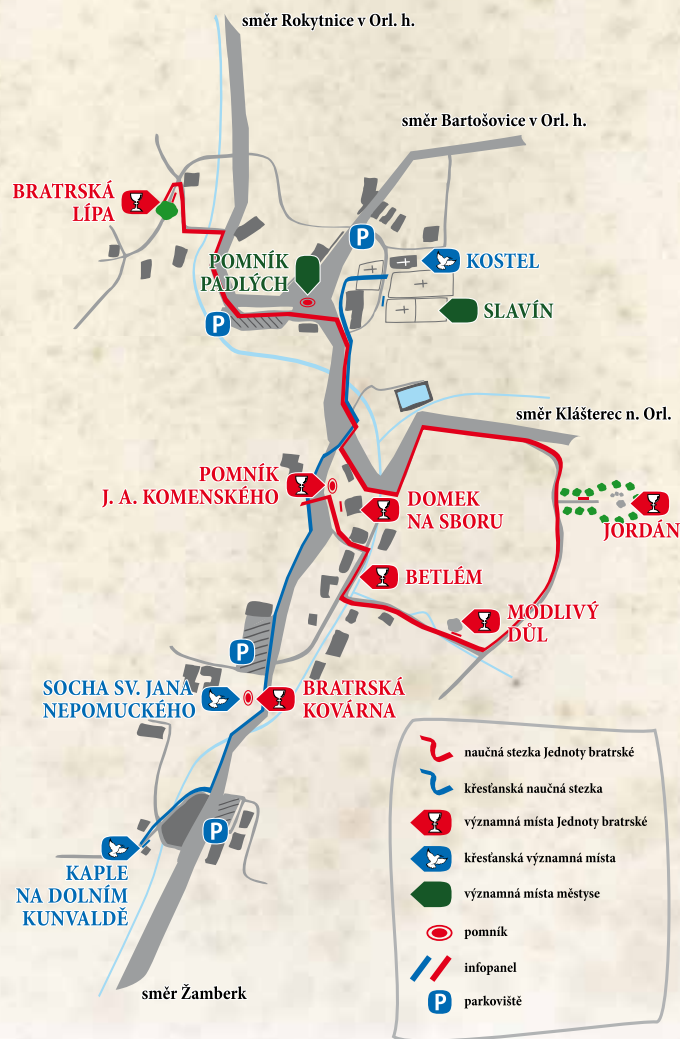 směr Rokytnice v Orl. h.
směr Bartošovice v Orl. h.
BRATRSKÁ
LÍPA
P
KOSTEL
POMNÍK
PADLÝCH
SLAVÍN
P
směr Klášterec n. Orl.
POMNÍK
J. A. KOMENSKÉHO
DOMEK
NA SBORU
JORDÁN
BETLÉM
MODLIVÝ
DŮL
P
SOCHA SV. JANA
NEPOMUCKÉHO
BRATRSKÁ
KOVÁRNA
P
KAPLE
NA DOLNÍM
KUNVALDĚ
směr Žamberk
naučná stezka Jednoty bratrské
křesťanská naučná stezka
významná místa Jednoty bratrské
křesťanská významná místa
významná místa městyse
pomník
infopanel
P parkoviště